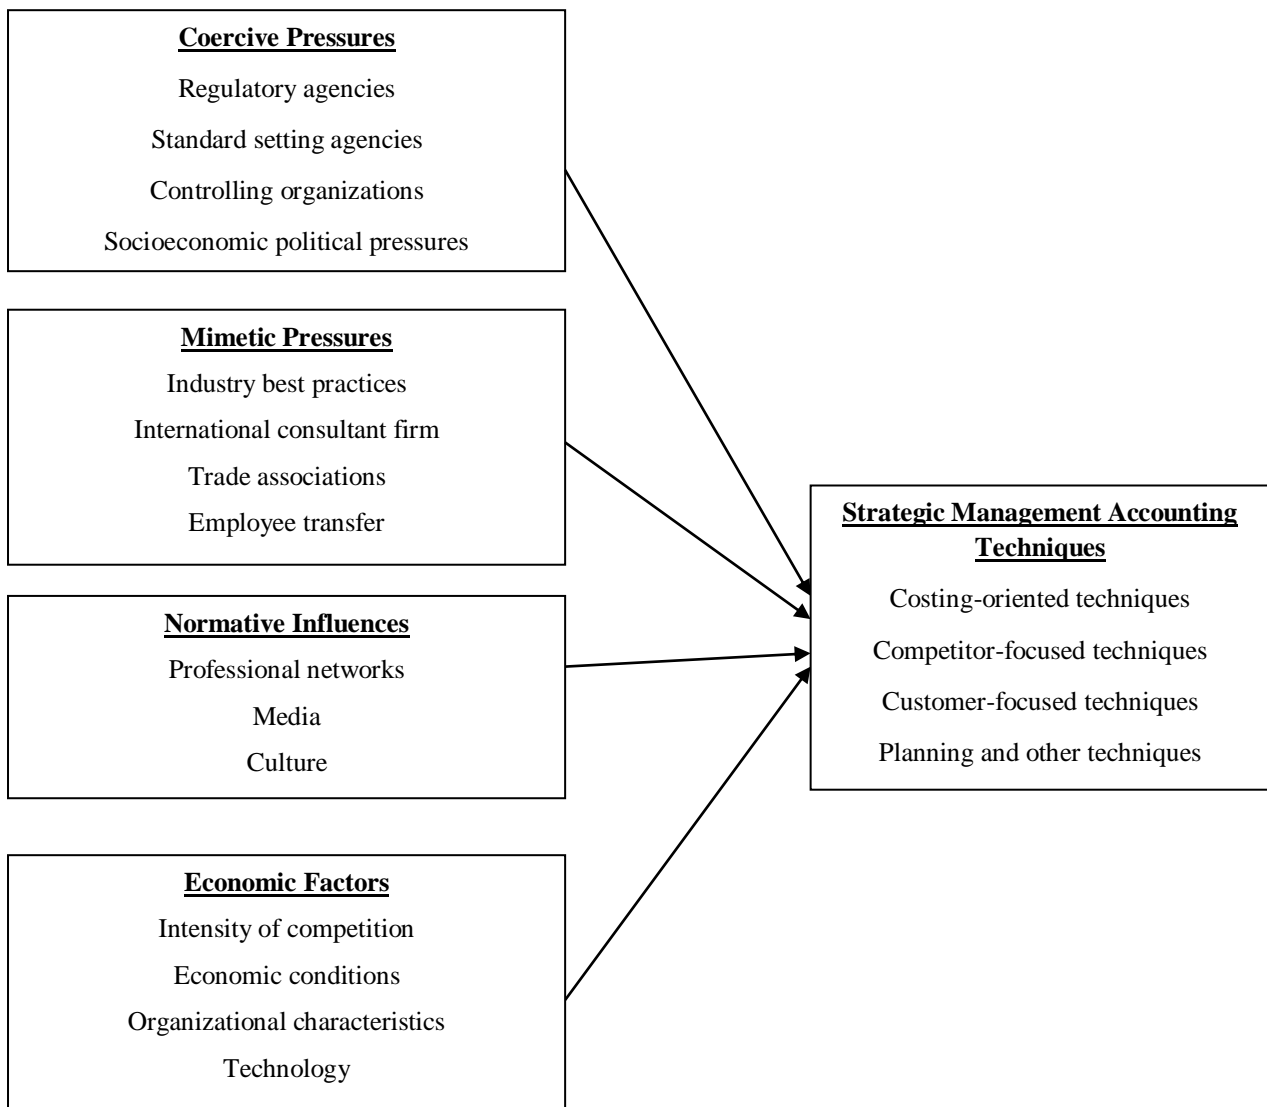 Coercive Pressures
Regulatory agencies
Standard setting agencies
Controlling organizations
Socioeconomic political pressures
Mimetic Pressures
Industry best practices
International consultant firm
Trade associations
Employee transfer
Normative Influences
Professional networks
Media
Culture
Economic Factors
Intensity of competition
Economic conditions
Organizational characteristics
Technology
Strategic Management Accounting
Techniques
Costing-oriented techniques
Competitor-focused techniques
Customer-focused techniques
Planning and other techniques